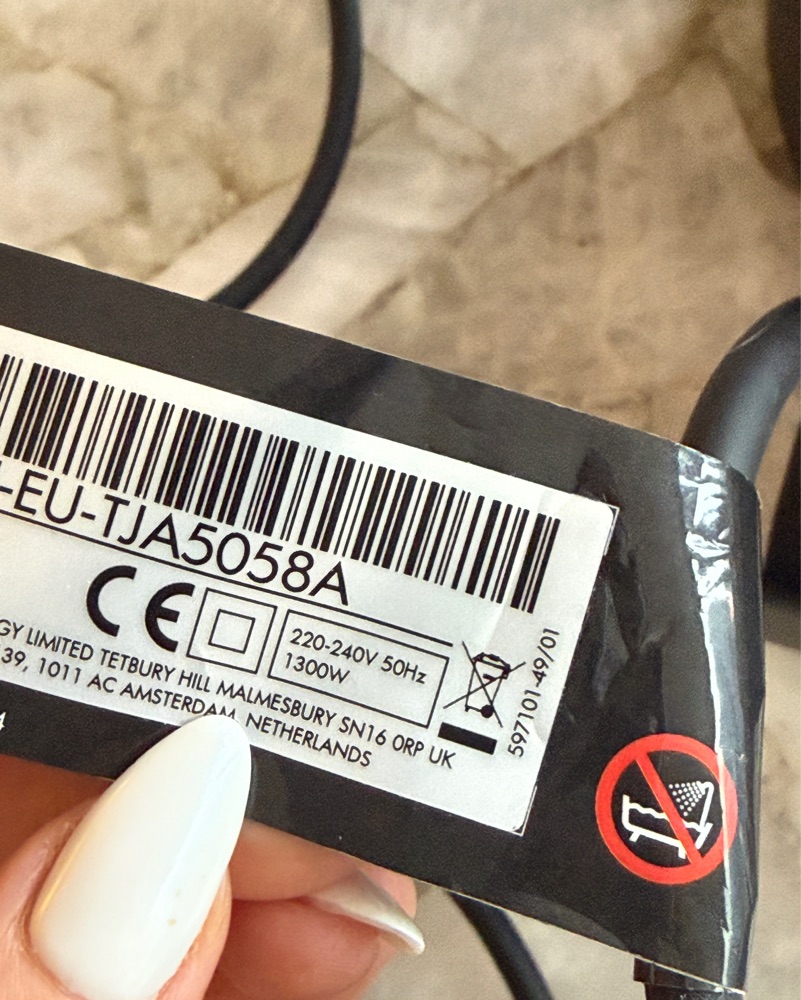 -EU-TJA5058A
CE
220-240V 50Hz
1300W
GY LIMITED TETBURY HILL MALMESBURY SN16 0RP UK
39, 1011 AC AMSTERDAM, NETHERLANDS
597101-49/01
4